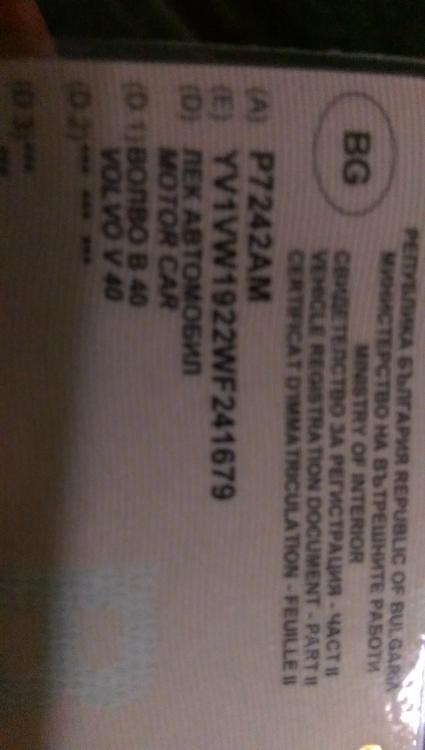 BG
РЕПУБЛИКА БЪЛГАРИЯ REPUBLIC OF BULGARIA
МИНИСТЕРСТВО НА ВЪТРЕШНИТЕ РАБОТИ
MINISTRY OF INTERIOR
СВИДЕТЕЛСТВО ЗА РЕГИСТРАЦИЯ - ЧАСТ II
VEHICLE REGISTRATION DOCUMENT - PART II
CERTIFICAT D'IMMATRICULATION - FEUILLE II
(A) P7242AM
(E) YV1VW1922WF241679
(D) ЛЕК АВТОМОБИЛ
MOTOR CAR
(D.1) ВОЛВО В 40
VOLVO V 40
(D.2) *** *** ***
(D.3) ***
***